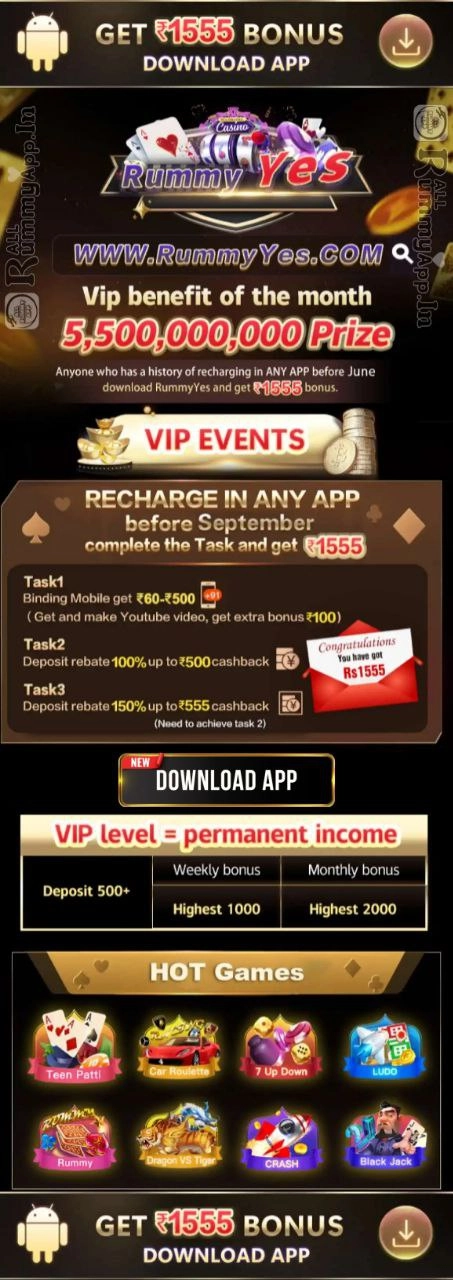 GET ₹1555 BONUS
DOWNLOAD APP
ALL
RummyApp.In
ALL
RummyApp.In
Casino
Rummy Yes
WWW.RummyYes.COM
Vip benefit of the month
5,500,000,000 Prize
Anyone who has a history of recharging in ANY APP before June
download RummyYes and get ₹1555 bonus.
VIP EVENTS
RECHARGE IN ANY APP
before September
complete the Task and get ₹1555
Task1
Binding Mobile get ₹60-₹500 +91
( Get and make Youtube video, get extra bonus ₹100)
Task2
Deposit rebate 100% up to ₹500 cashback
Task3
Deposit rebate 150% up to ₹555 cashback
(Need to achieve task 2)
Congratulations
You have got
Rs1555
NEW
DOWNLOAD APP
VIP level = permanent income
Deposit 500+
Weekly bonus
Monthly bonus
Highest 1000
Highest 2000
HOT Games
Teen Patti
Car Roulette
7 Up Down
LUDO
RUMMY
Rummy
Dragon VS Tiger
CRASH
Black Jack
GET ₹1555 BONUS
DOWNLOAD APP